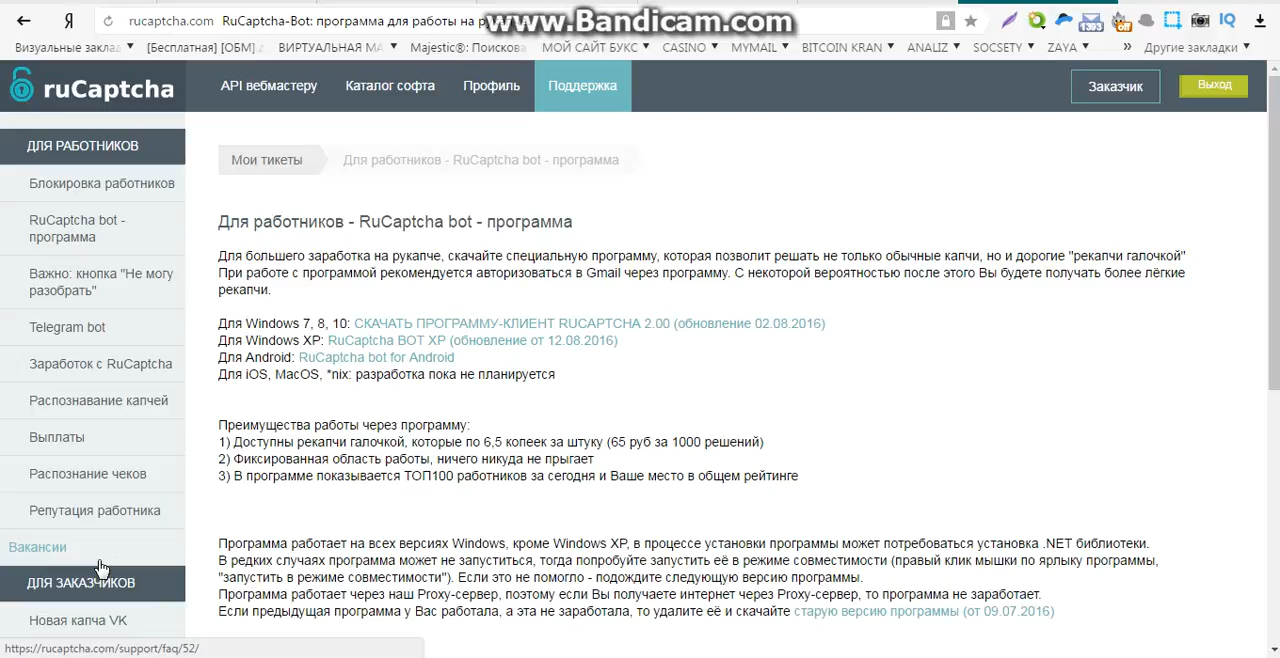 Я rucaptcha.com RuCaptcha-Bot: программа для работы на р
www.Bandicam.com
1393 off IQ
Визуальные заклад [Бесплатная] [ОБМ] ВИРТУАЛЬНАЯ МА Majestic®: Поискова МОЙ САЙТ БУКС CASINO MYMAIL BITCOIN KRAN ANALIZ SOCSETY ZAYA » Другие закладки
ruCaptcha API вебмастеру Каталог софта Профиль Поддержка Заказчик Выход
ДЛЯ РАБОТНИКОВ
Блокировка работников
RuCaptcha bot -
программа
Важно: кнопка "Не могу
разобрать"
Telegram bot
Заработок с RuCaptcha
Распознавание капчей
Выплаты
Распознание чеков
Репутация работника
Вакансии
ДЛЯ ЗАКАЗЧИКОВ
Новая капча VK
https://rucaptcha.com/support/faq/52/
Мои тикеты Для работников - RuCaptcha bot - программа
Для работников - RuCaptcha bot - программа
Для большего заработка на рукапче, скачайте специальную программу, которая позволит решать не только обычные капчи, но и дорогие "рекапчи галочкой"
При работе с программой рекомендуется авторизоваться в Gmail через программу. С некоторой вероятностью после этого Вы будете получать более лёгкие
рекапчи.
Для Windows 7, 8, 10: СКАЧАТЬ ПРОГРАММУ-КЛИЕНТ RUCAPTCHA 2.00 (обновление 02.08.2016)
Для Windows XP: RuCaptcha BOT XP (обновление от 12.08.2016)
Для Android: RuCaptcha bot for Android
Для iOS, MacOS, *nix: разработка пока не планируется
Преимущества работы через программу:
1) Доступны рекапчи галочкой, которые по 6,5 копеек за штуку (65 руб за 1000 решений)
2) Фиксированная область работы, ничего никуда не прыгает
3) В программе показывается ТОП100 работников за сегодня и Ваше место в общем рейтинге
Программа работает на всех версиях Windows, кроме Windows XP, в процессе установки программы может потребоваться установка .NET библиотеки.
В редких случаях программа может не запуститься, тогда попробуйте запустить её в режиме совместимости (правый клик мышки по ярлыку программы,
"запустить в режиме совместимости"). Если это не помогло - подождите следующую версию программы.
Программа работает через наш Proxy-сервер, поэтому если Вы получаете интернет через Proxy-сервер, то программа не заработает.
Если предыдущая программа у Вас работала, а эта не заработала, то удалите её и скачайте старую версию программы (от 09.07.2016)